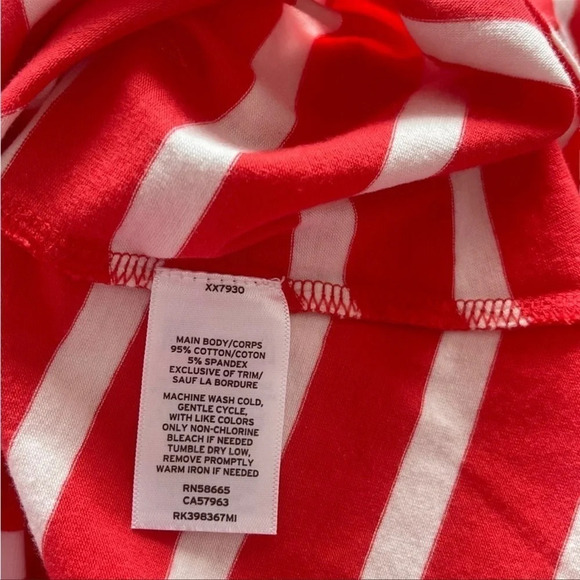 XX7930
MAIN BODY/CORPS
95% COTTON/COTON
5% SPANDEX
EXCLUSIVE OF TRIM/
SAUF LA BORDURE
MACHINE WASH COLD,
GENTLE CYCLE,
WITH LIKE COLORS
ONLY NON-CHLORINE
BLEACH IF NEEDED
TUMBLE DRY LOW,
REMOVE PROMPTLY
WARM IRON IF NEEDED
RN58665
CA57963
RK398367MI